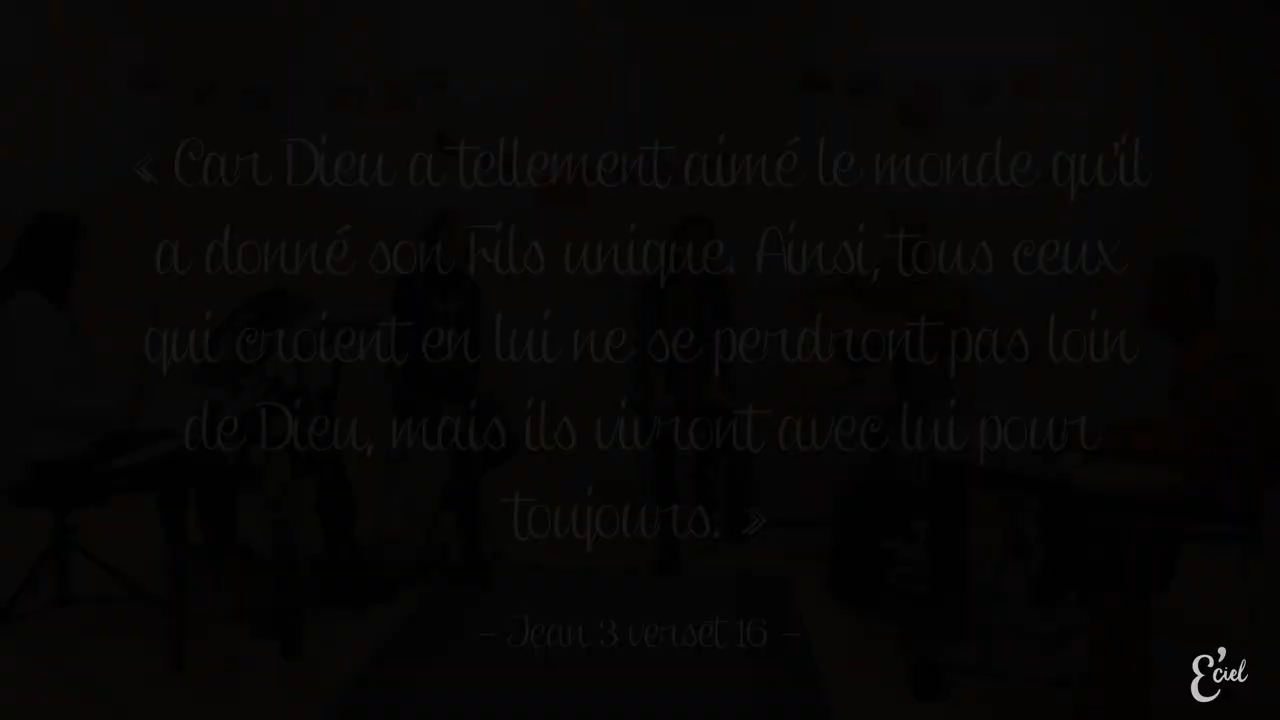 « Car Dieu a tellement aimé le monde qu'il
a donné son Fils unique. Ainsi, tous ceux
qui croient en lui ne se perdront pas loin
de Dieu, mais ils vivront avec lui pour
toujours. »
– Jean 3 verset 16 –
E'ciel